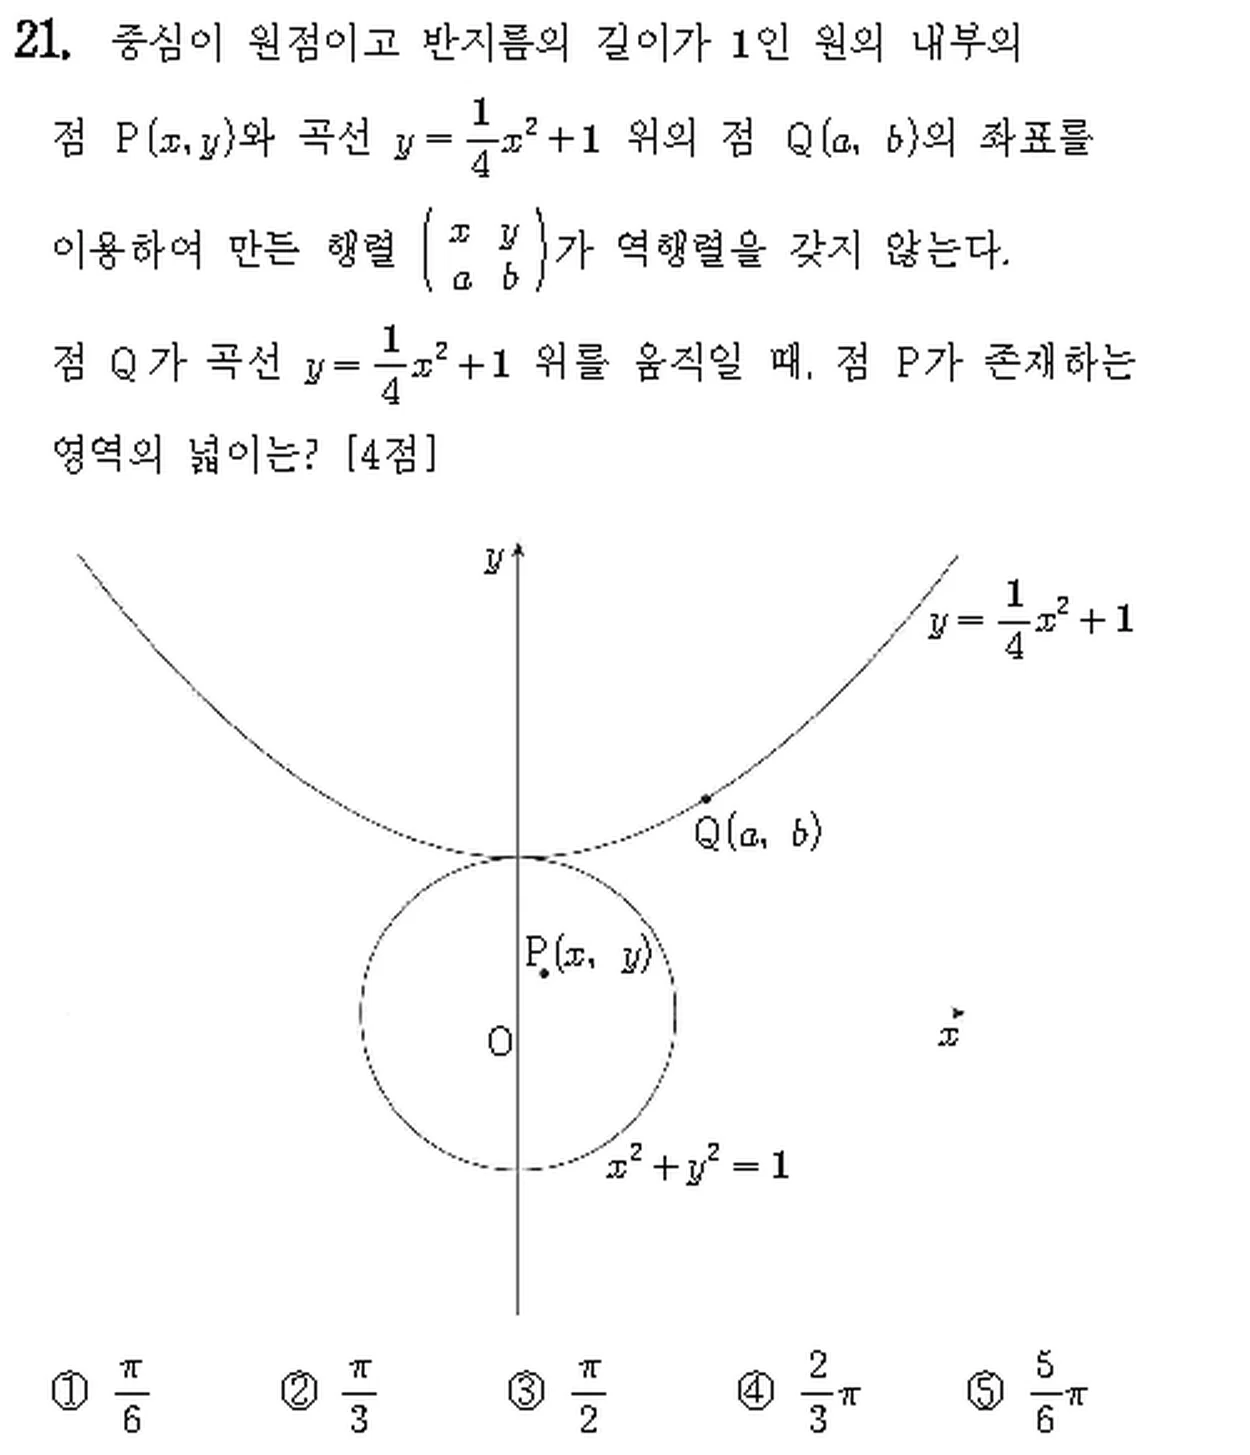 21. 중심이 원점이고 반지름의 길이가 1인 원의 내부의
점 P(x, y)와 곡선 y = 1/4 x² + 1 위의 점 Q(a, b)의 좌표를
이용하여 만든 행렬 ( x y ; a b )가 역행렬을 갖지 않는다.
점 Q가 곡선 y = 1/4 x² + 1 위를 움직일 때, 점 P가 존재하는
영역의 넓이는? [4점]
y
y = 1/4 x² + 1
Q(a, b)
P(x, y)
O
x
x² + y² = 1
① π/6 ② π/3 ③ π/2 ④ 2/3 π ⑤ 5/6 π